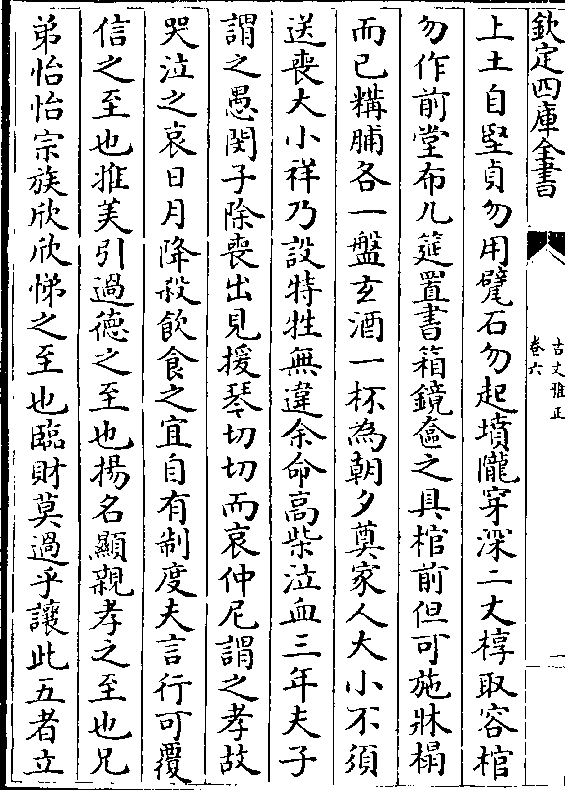 欽定四庫全書
古文雅正
卷六
一
上土自堅貞勿用甓石勿起墳隴穿深二丈椁取容棺
勿作前堂布几筵置書箱鏡奩之具棺前但可施牀榻
而已糒脯各一盤玄酒一杯為朝夕奠家人大小不須
送喪大小祥乃設特牲無違余命高柴泣血三年夫子
謂之愚閔子除喪出見援琴切切而哀仲尼謂之孝故
哭泣之哀日月降殺飲食之宜自有制度夫言行可覆
信之至也推美引過德之至也揚名顯親孝之至也兄
弟怡怡宗族欣欣悌之至也臨財莫過乎讓此五者立